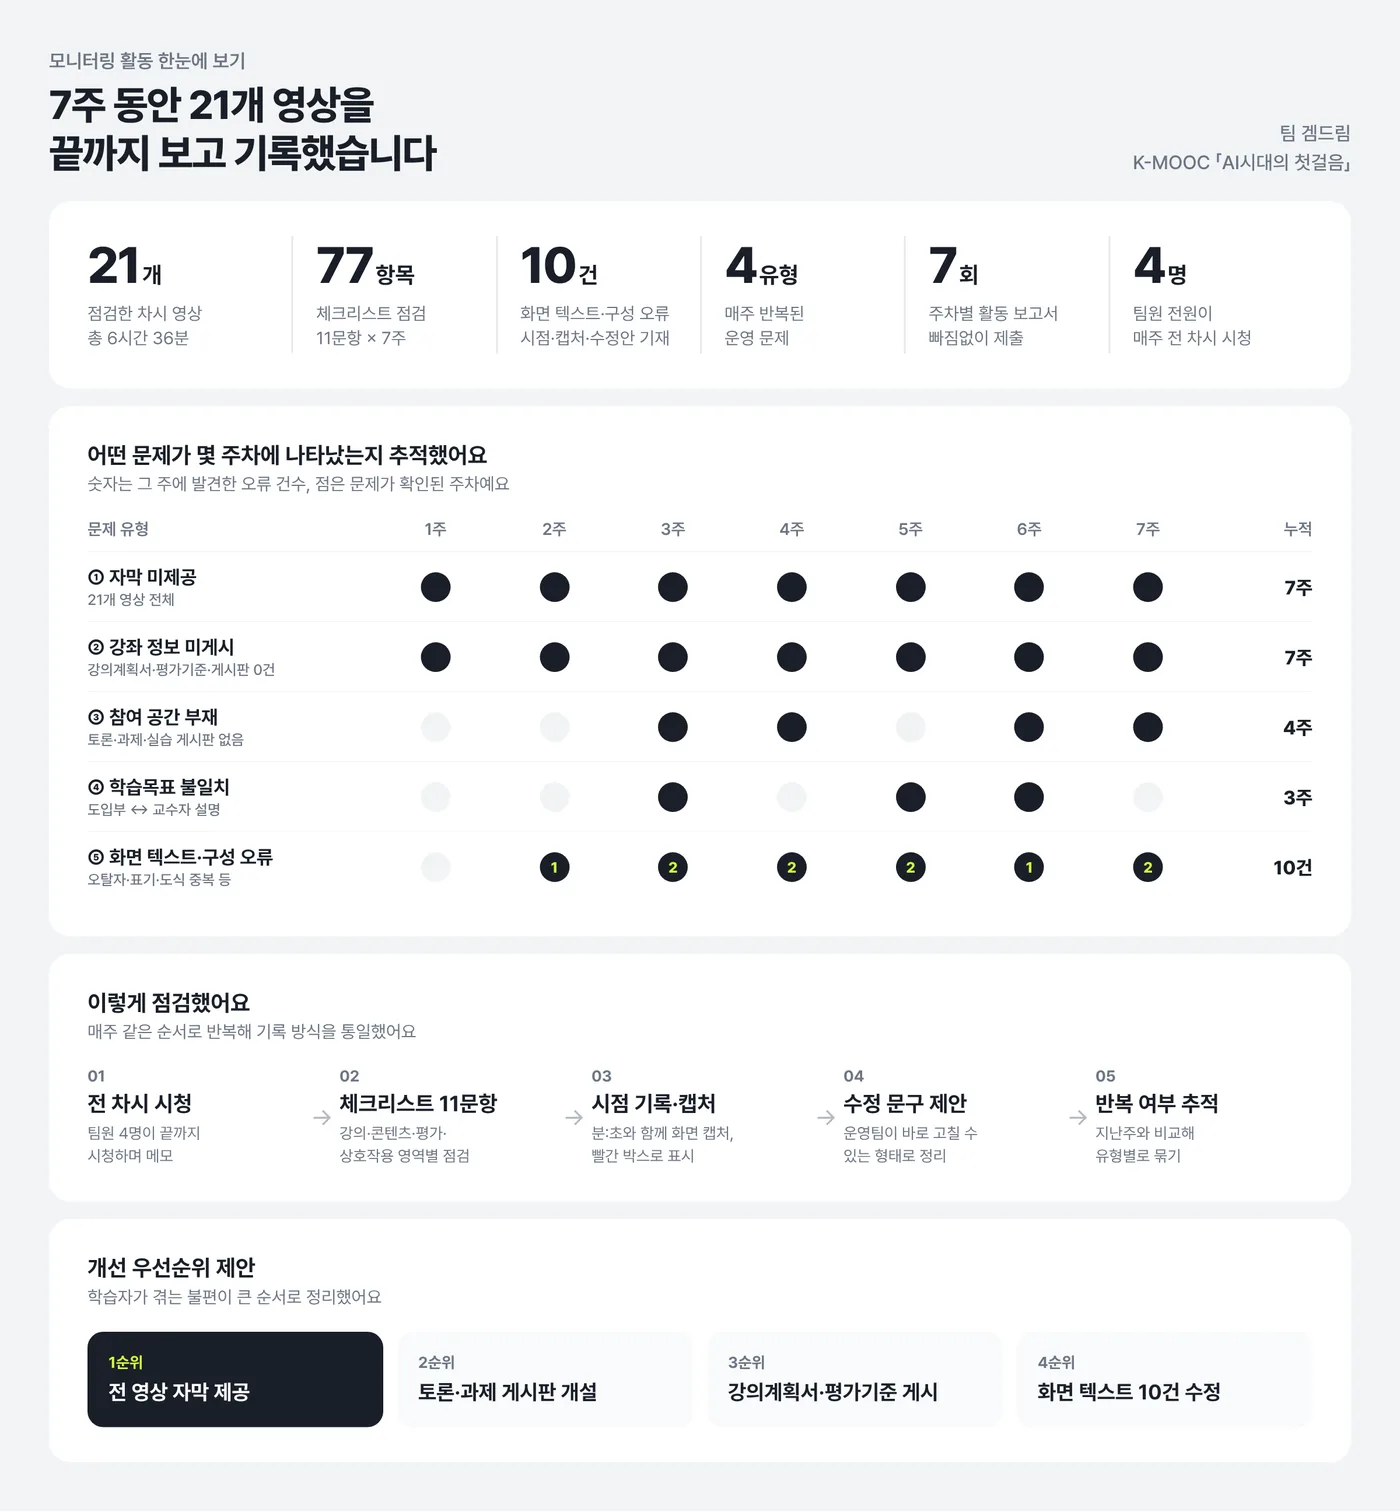 모니터링 활동 한눈에 보기
7주 동안 21개 영상을
끝까지 보고 기록했습니다
팀 겜드림
K-MOOC 「AI시대의 첫걸음」
21개
점검한 차시 영상
총 6시간 36분
77항목
체크리스트 점검
11문항 × 7주
10건
화면 텍스트·구성 오류
시점·캡처·수정안 기재
4유형
매주 반복된
운영 문제
7회
주차별 활동 보고서
빠짐없이 제출
4명
팀원 전원이
매주 전 차시 시청
어떤 문제가 몇 주차에 나타났는지 추적했어요
숫자는 그 주에 발견한 오류 건수, 점은 문제가 확인된 주차예요
문제 유형 1주 2주 3주 4주 5주 6주 7주 누적
① 자막 미제공 7주
21개 영상 전체
② 강좌 정보 미게시 7주
강의계획서·평가기준·게시판 0건
③ 참여 공간 부재 4주
토론·과제·실습 게시판 없음
④ 학습목표 불일치 3주
도입부 ↔ 교수자 설명
⑤ 화면 텍스트·구성 오류 1 2 2 2 1 2 10건
오탈자·표기·도식 중복 등
이렇게 점검했어요
매주 같은 순서로 반복해 기록 방식을 통일했어요
01
전 차시 시청
팀원 4명이 끝까지
시청하며 메모
→
02
체크리스트 11문항
강의·콘텐츠·평가·
상호작용 영역별 점검
→
03
시점 기록·캡처
분:초와 함께 화면 캡처,
빨간 박스로 표시
→
04
수정 문구 제안
운영팀이 바로 고칠 수
있는 형태로 정리
→
05
반복 여부 추적
지난주와 비교해
유형별로 묶기
개선 우선순위 제안
학습자가 겪는 불편이 큰 순서로 정리했어요
1순위
전 영상 자막 제공
2순위
토론·과제 게시판 개설
3순위
강의계획서·평가기준 게시
4순위
화면 텍스트 10건 수정